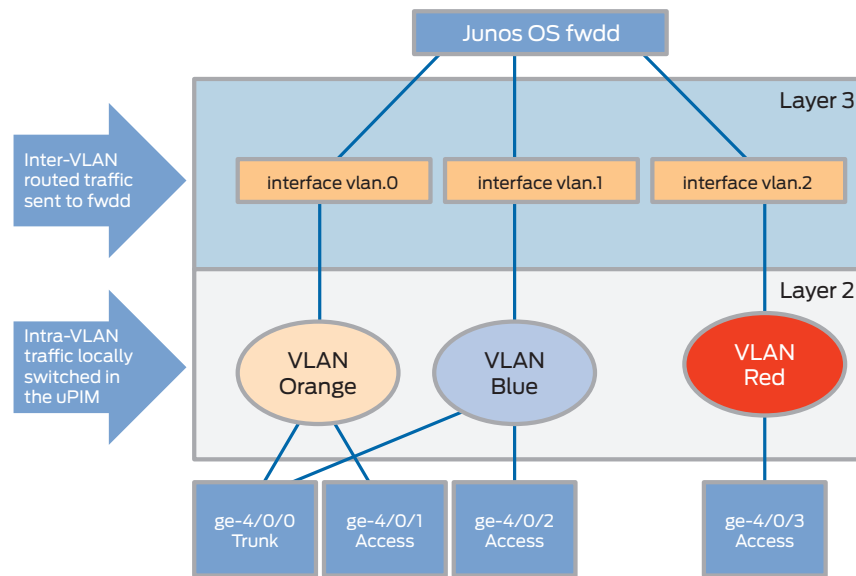 Junos OS fwdd
Layer 3
Inter-VLAN
routed traffic
sent to fwdd
interface vlan.0
interface vlan.1
interface vlan.2
Layer 2
Intra-VLAN
traffic locally
switched in
the uPIM
VLAN
Orange
VLAN
Blue
VLAN
Red
ge-4/0/0
Trunk
ge-4/0/1
Access
ge-4/0/2
Access
ge-4/0/3
Access